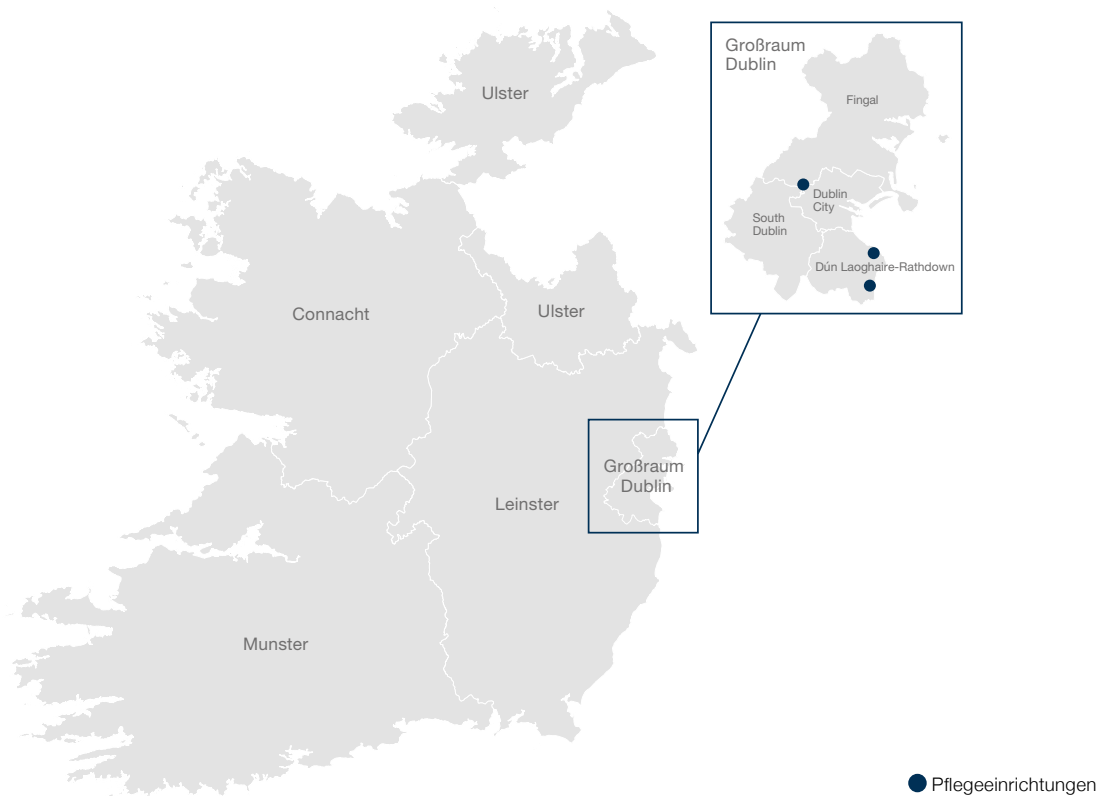 Ulster
Großraum
Dublin
Fingal
Dublin
City
South
Dublin
Dún Laoghaire-Rathdown
Connacht
Ulster
Großraum
Dublin
Leinster
Munster
Pflegeeinrichtungen